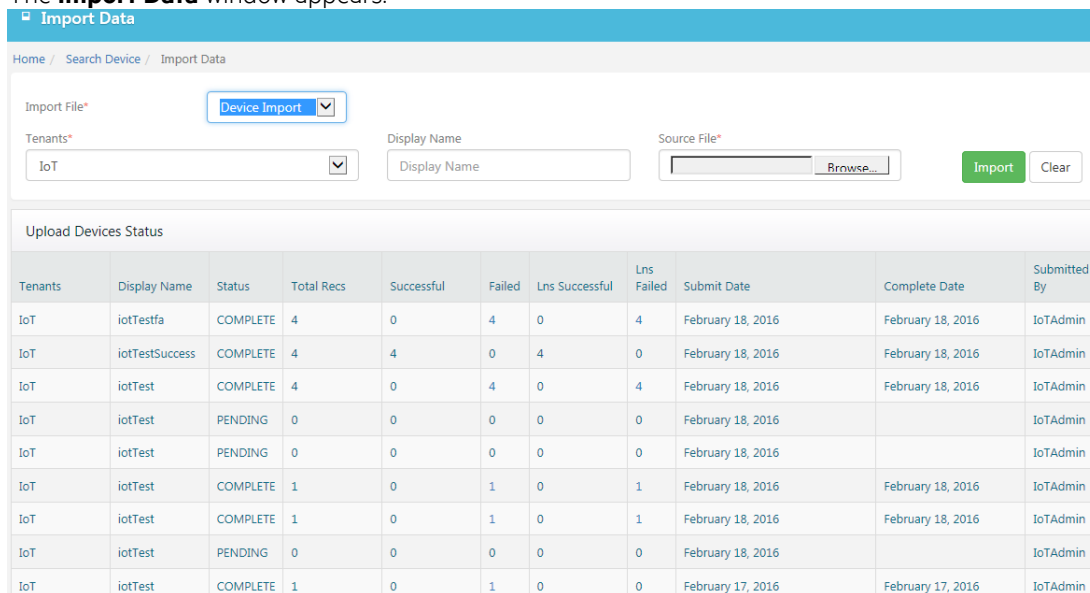 The Import Data window appears.
Import Data
Home / Search Device / Import Data
Import File* Device Import
Tenants* Display Name Source File*
IoT Display Name Browse... Import Clear
Upload Devices Status
Tenants Display Name Status Total Recs Successful Failed Lns Successful Lns Failed Submit Date Complete Date Submitted By
IoT iotTestfa COMPLETE 4 0 4 0 4 February 18, 2016 February 18, 2016 IoTAdmin
IoT iotTestSuccess COMPLETE 4 4 0 4 0 February 18, 2016 February 18, 2016 IoTAdmin
IoT iotTest COMPLETE 4 0 4 0 4 February 18, 2016 February 18, 2016 IoTAdmin
IoT iotTest PENDING 0 0 0 0 0 February 18, 2016 IoTAdmin
IoT iotTest PENDING 0 0 0 0 0 February 18, 2016 IoTAdmin
IoT iotTest COMPLETE 1 0 1 0 1 February 18, 2016 February 18, 2016 IoTAdmin
IoT iotTest COMPLETE 1 0 1 0 1 February 18, 2016 February 18, 2016 IoTAdmin
IoT iotTest PENDING 0 0 0 0 0 February 18, 2016 IoTAdmin
IoT iotTest COMPLETE 1 0 1 0 0 February 17, 2016 February 17, 2016 IoTAdmin